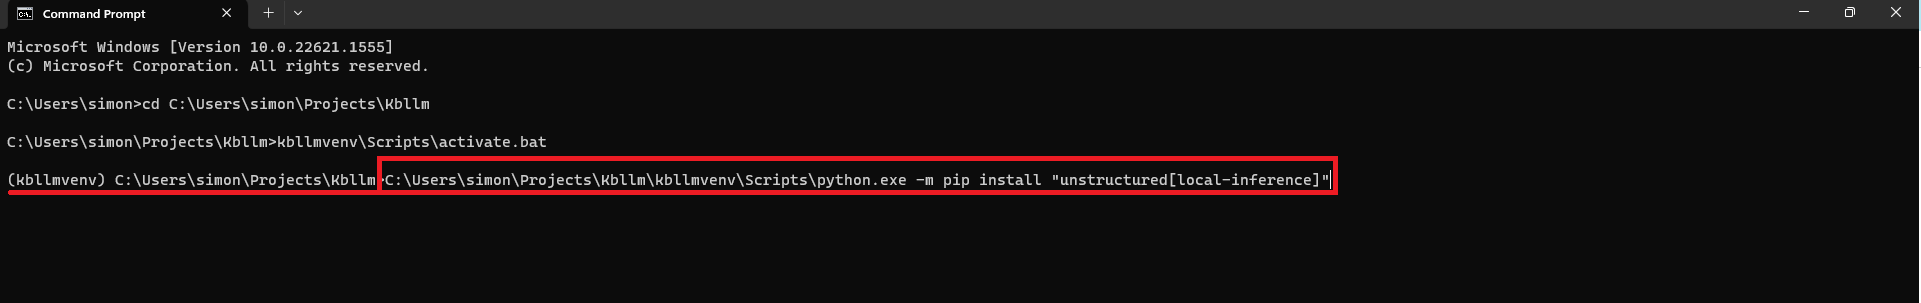 Command Prompt
Microsoft Windows [Version 10.0.22621.1555]
(c) Microsoft Corporation. All rights reserved.
C:\Users\simon>cd C:\Users\simon\Projects\Kbllm
C:\Users\simon\Projects\Kbllm>kbllmvenv\Scripts\activate.bat
(kbllmvenv) C:\Users\simon\Projects\Kbllm>C:\Users\simon\Projects\Kbllm\kbllmvenv\Scripts\python.exe -m pip install "unstructured[local-inference]"